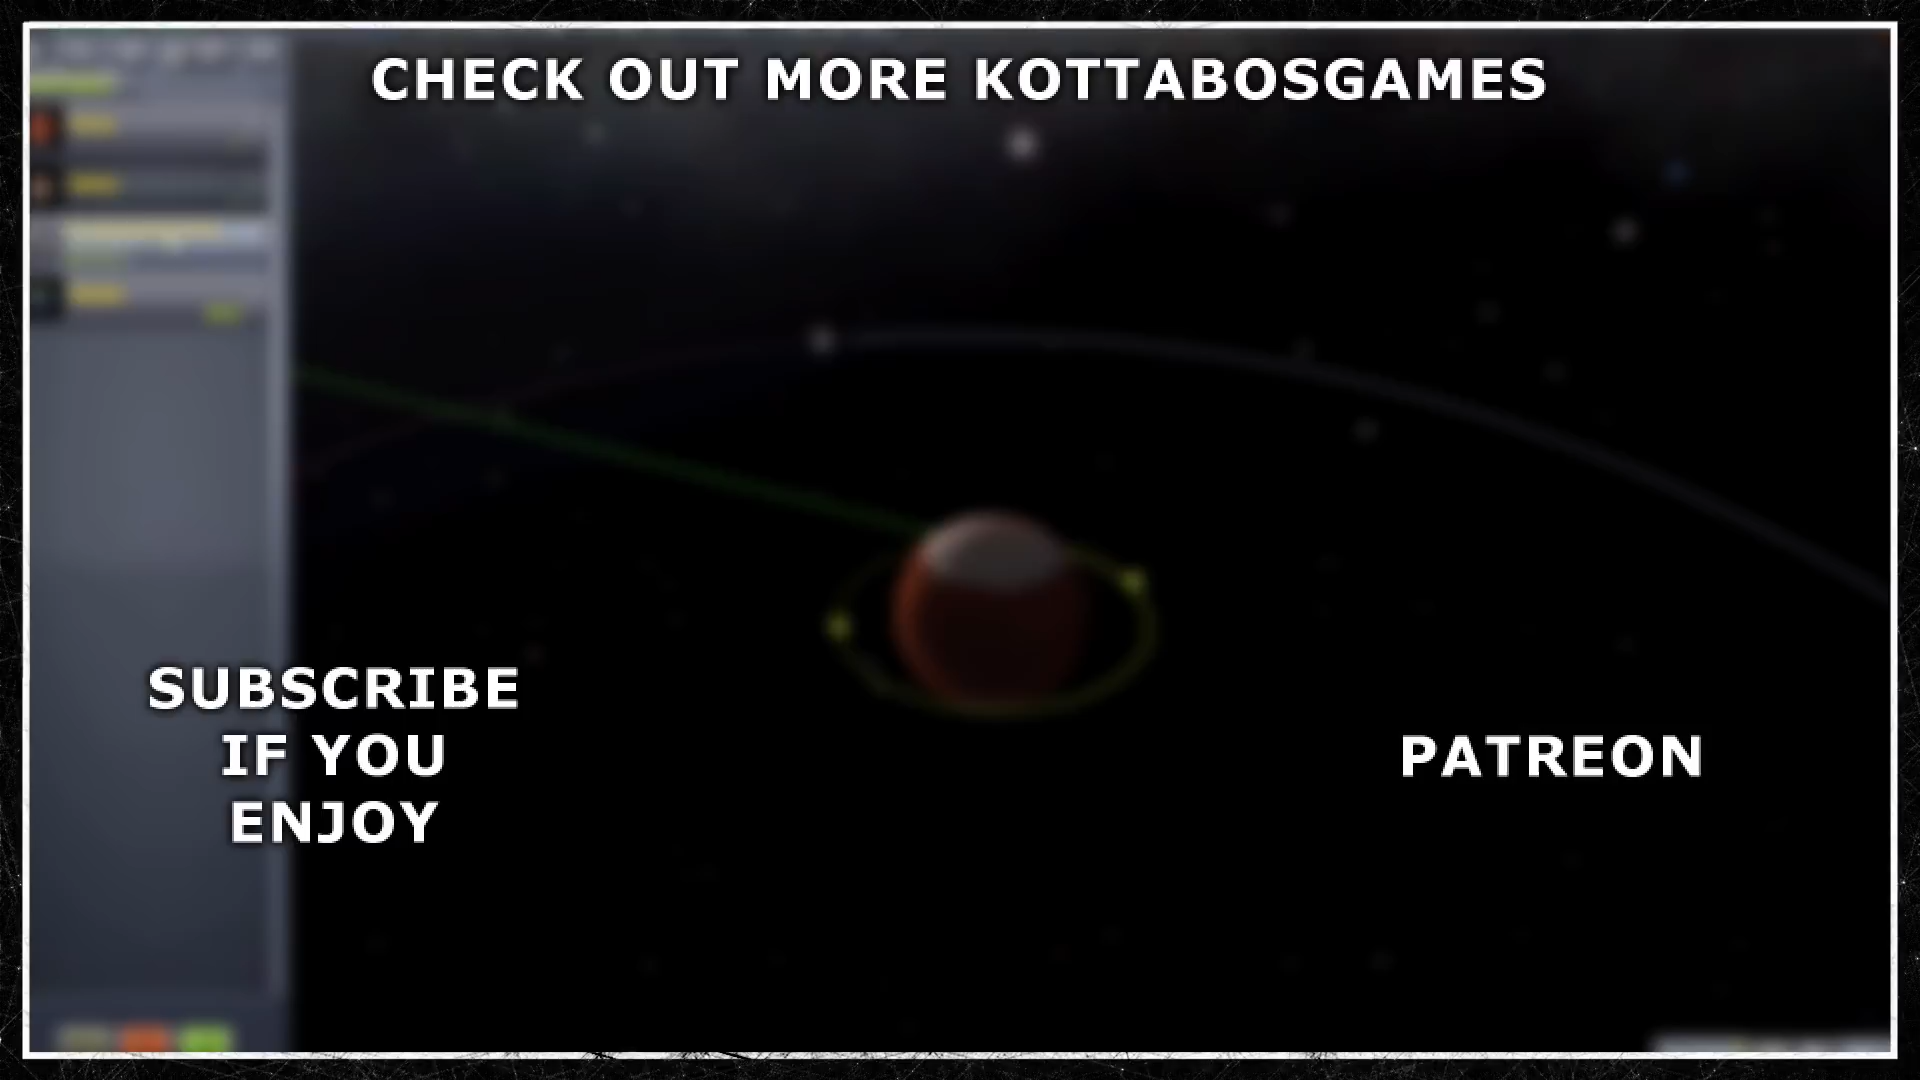 CHECK OUT MORE KOTTABOSGAMES
SUBSCRIBE
IF YOU
ENJOY
PATREON